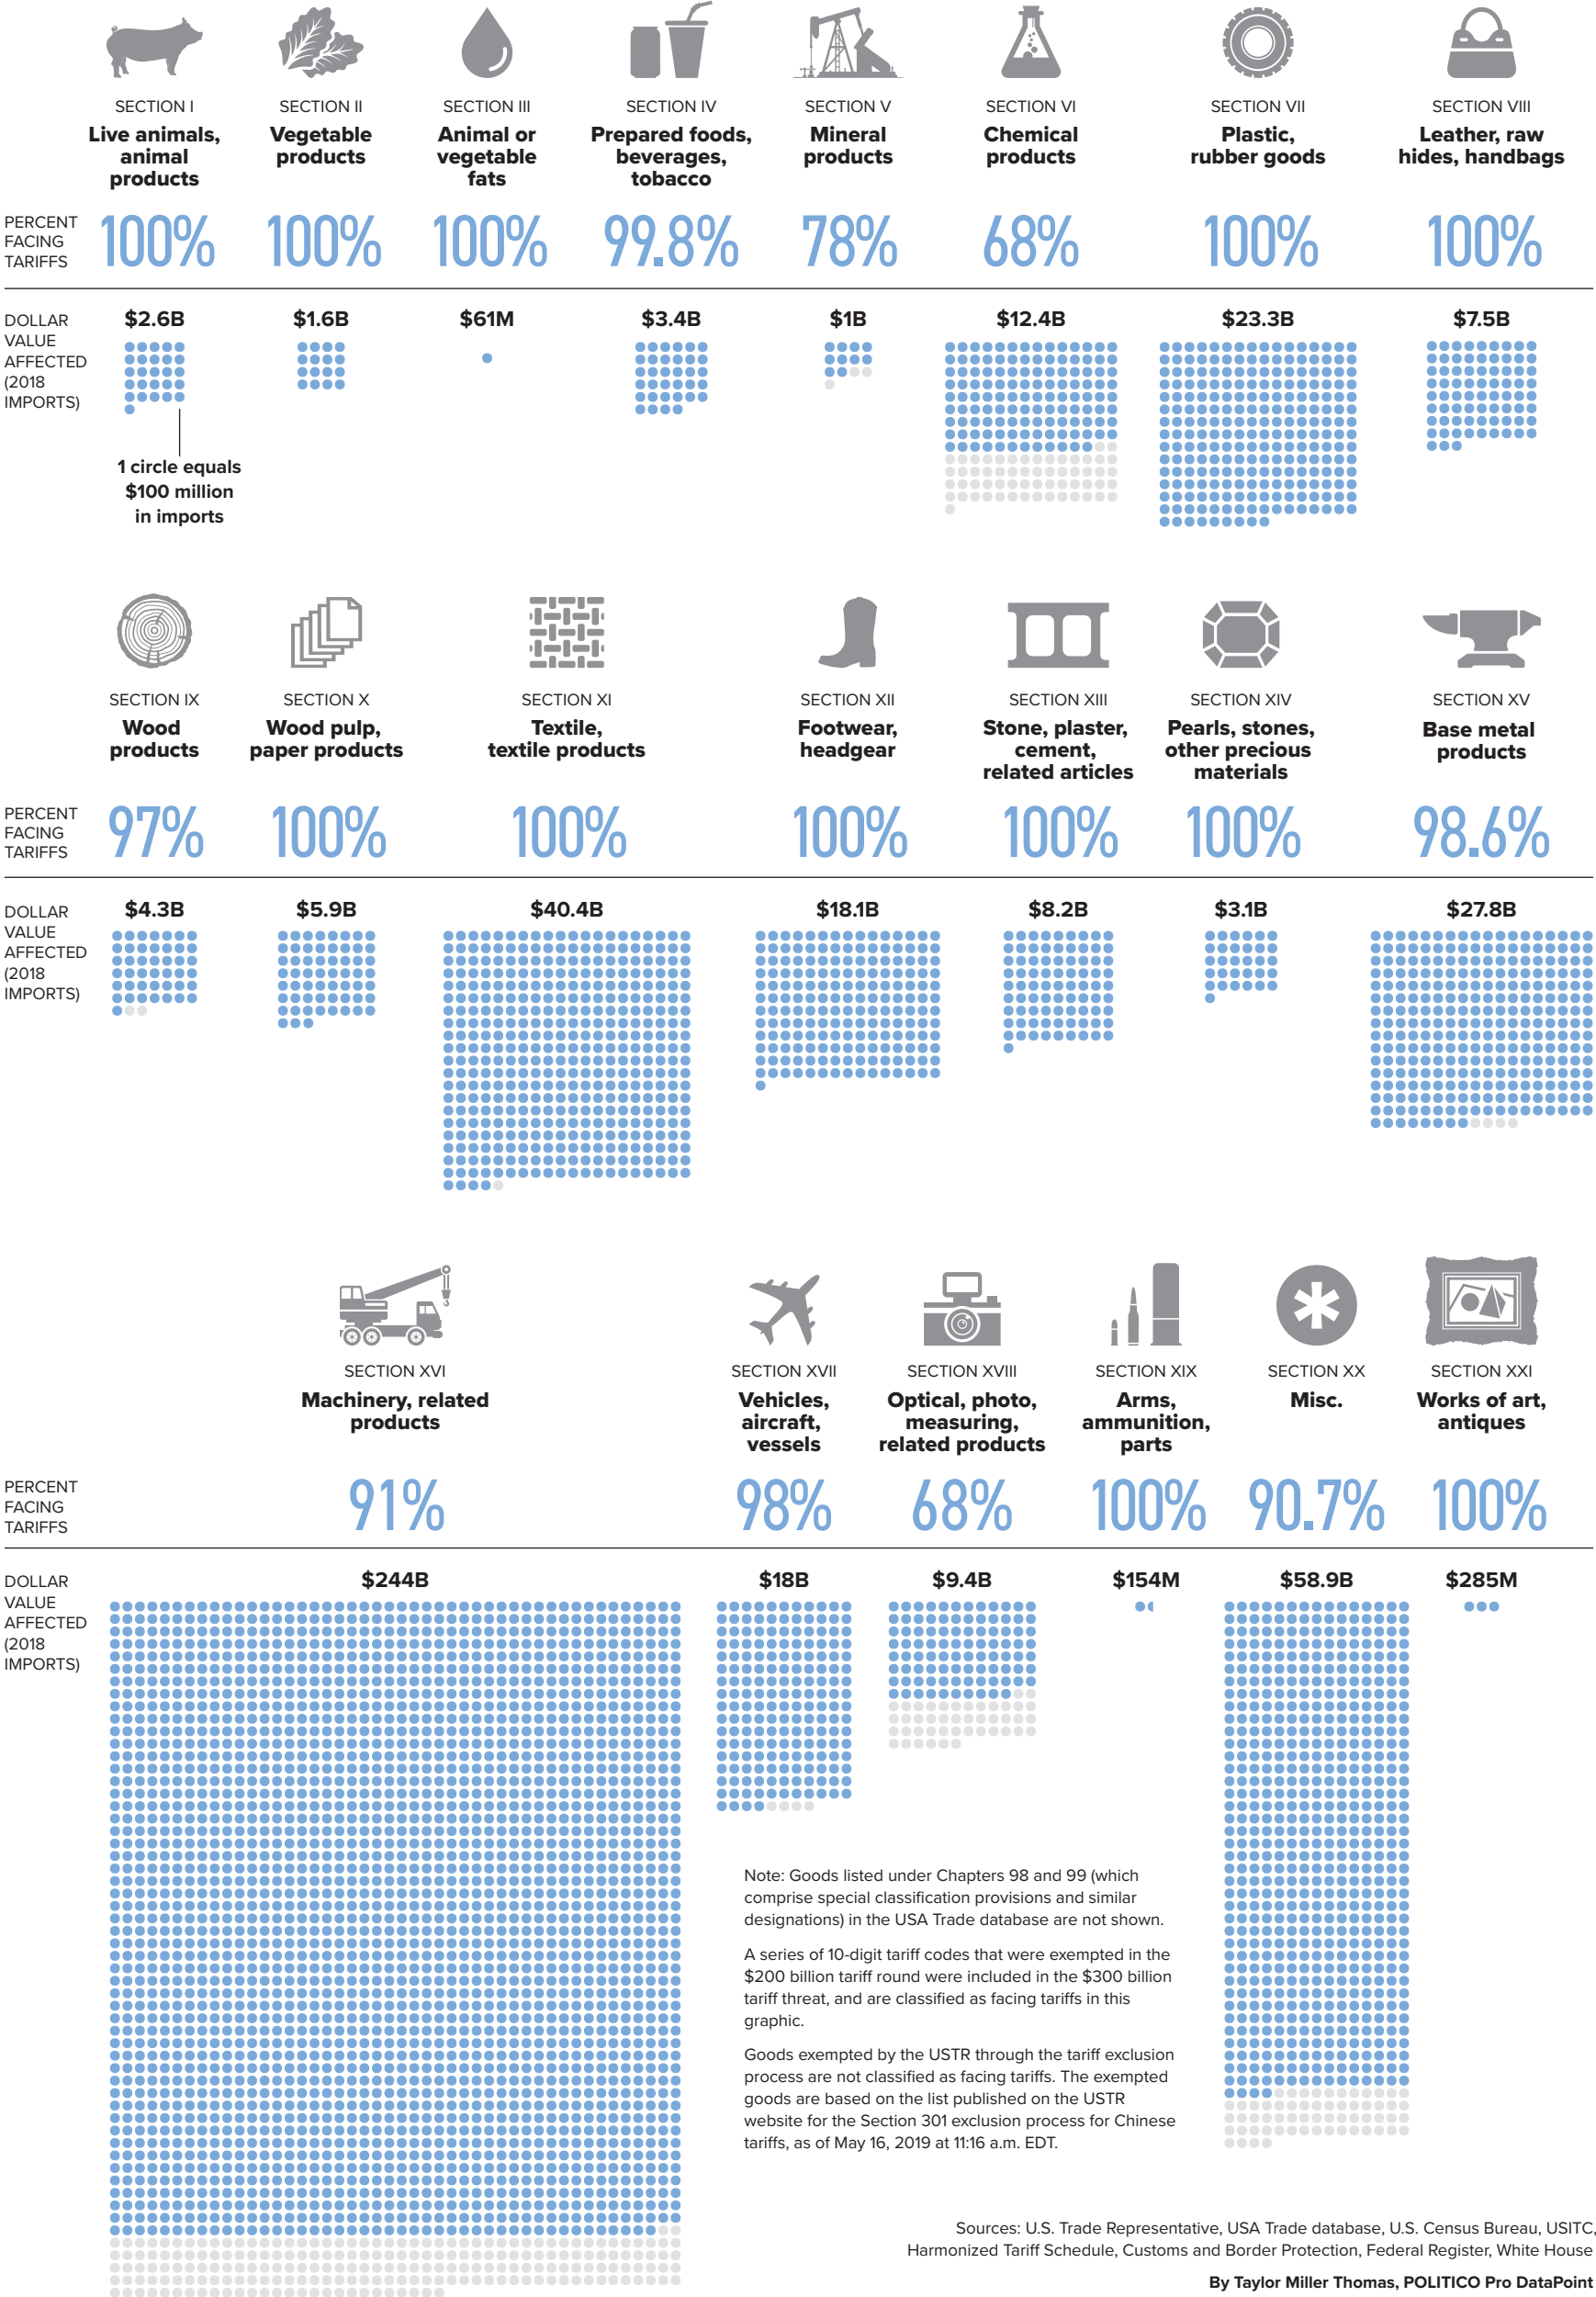 SECTION I
Live animals,
animal
products
SECTION II
Vegetable
products
SECTION III
Animal or
vegetable
fats
SECTION IV
Prepared foods,
beverages,
tobacco
SECTION V
Mineral
products
SECTION VI
Chemical
products
SECTION VII
Plastic,
rubber goods
SECTION VIII
Leather, raw
hides, handbags
PERCENT
FACING
TARIFFS
100%
100%
100%
99.8%
78%
68%
100%
100%
DOLLAR
VALUE
AFFECTED
(2018
IMPORTS)
$2.6B
$1.6B
$61M
$3.4B
$1B
$12.4B
$23.3B
$7.5B
1 circle equals
$100 million
in imports
SECTION IX
Wood
products
SECTION X
Wood pulp,
paper products
SECTION XI
Textile,
textile products
SECTION XII
Footwear,
headgear
SECTION XIII
Stone, plaster,
cement,
related articles
SECTION XIV
Pearls, stones,
other precious
materials
SECTION XV
Base metal
products
PERCENT
FACING
TARIFFS
97%
100%
100%
100%
100%
100%
98.6%
DOLLAR
VALUE
AFFECTED
(2018
IMPORTS)
$4.3B
$5.9B
$40.4B
$18.1B
$8.2B
$3.1B
$27.8B
SECTION XVI
Machinery, related
products
SECTION XVII
Vehicles,
aircraft,
vessels
SECTION XVIII
Optical, photo,
measuring,
related products
SECTION XIX
Arms,
ammunition,
parts
SECTION XX
Misc.
SECTION XXI
Works of art,
antiques
PERCENT
FACING
TARIFFS
91%
98%
68%
100%
90.7%
100%
DOLLAR
VALUE
AFFECTED
(2018
IMPORTS)
$244B
$18B
$9.4B
$154M
$58.9B
$285M
Note: Goods listed under Chapters 98 and 99 (which
comprise special classification provisions and similar
designations) in the USA Trade database are not shown.
A series of 10-digit tariff codes that were exempted in the
$200 billion tariff round were included in the $300 billion
tariff threat, and are classified as facing tariffs in this
graphic.
Goods exempted by the USTR through the tariff exclusion
process are not classified as facing tariffs. The exempted
goods are based on the list published on the USTR
website for the Section 301 exclusion process for Chinese
tariffs, as of May 16, 2019 at 11:16 a.m. EDT.
Sources: U.S. Trade Representative, USA Trade database, U.S. Census Bureau, USITC,
Harmonized Tariff Schedule, Customs and Border Protection, Federal Register, White House
By Taylor Miller Thomas, POLITICO Pro DataPoint